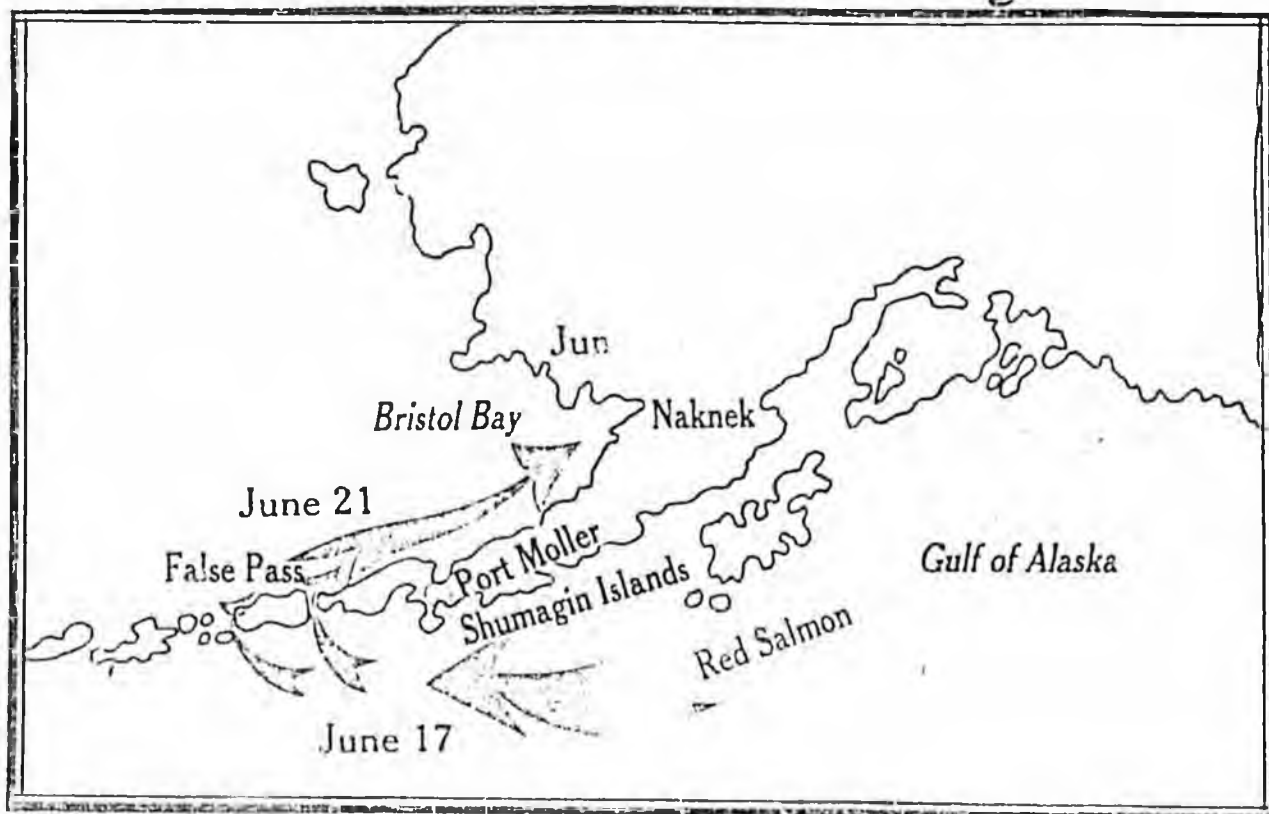 Jun
Bristol Bay
Naknek
June 21
False Pass
Port Moller
Shumagin Islands
Gulf of Alaska
Red Salmon
June 17